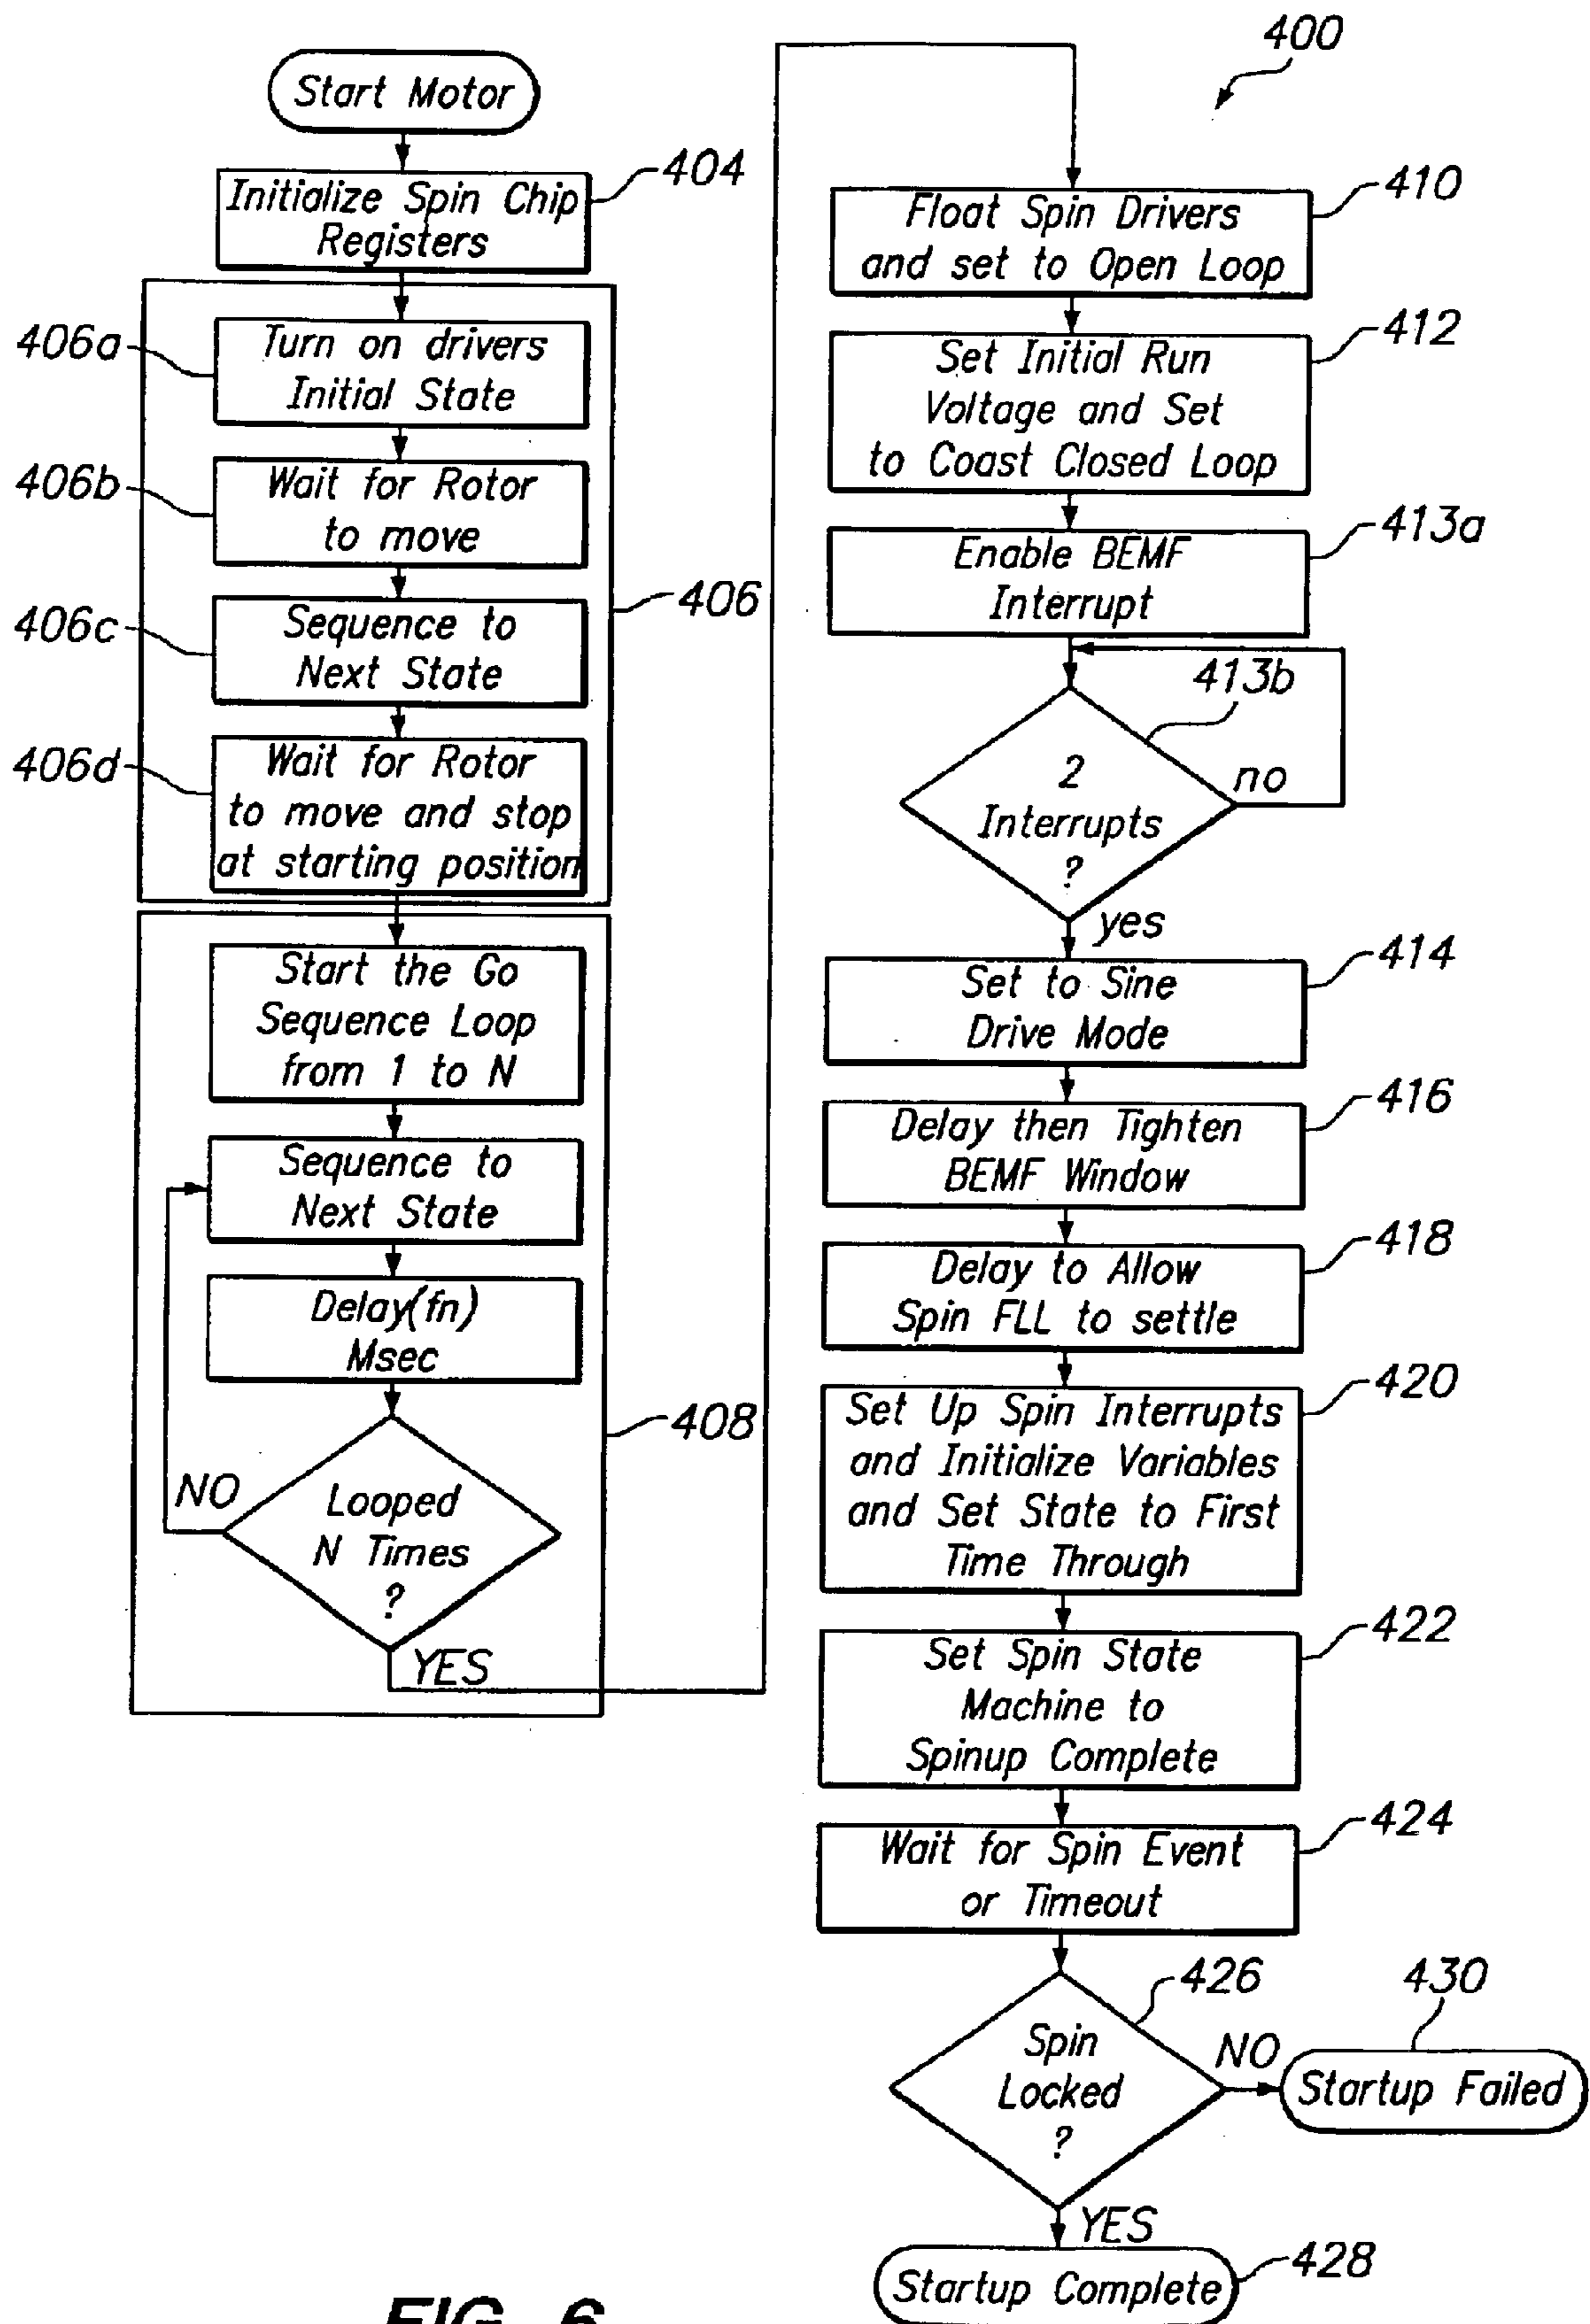 400
Start Motor
404
Initialize Spin Chip
Registers
406
406a
Turn on drivers
Initial State
406b
Wait for Rotor
to move
406c
Sequence to
Next State
406d
Wait for Rotor
to move and stop
at starting position
408
Start the Go
Sequence Loop
from 1 to N
Sequence to
Next State
Delay(fn)
Msec
Looped
N Times
?
NO
YES
410
Float Spin Drivers
and set to Open Loop
412
Set Initial Run
Voltage and Set
to Coast Closed Loop
413a
Enable BEMF
Interrupt
413b
2
Interrupts
?
no
yes
414
Set to Sine
Drive Mode
416
Delay then Tighten
BEMF Window
418
Delay to Allow
Spin FLL to settle
420
Set Up Spin Interrupts
and Initialize Variables
and Set State to First
Time Through
422
Set Spin State
Machine to
Spinup Complete
424
Wait for Spin Event
or Timeout
426
Spin
Locked
?
NO
430
Startup Failed
YES
428
Startup Complete
FIG. 6